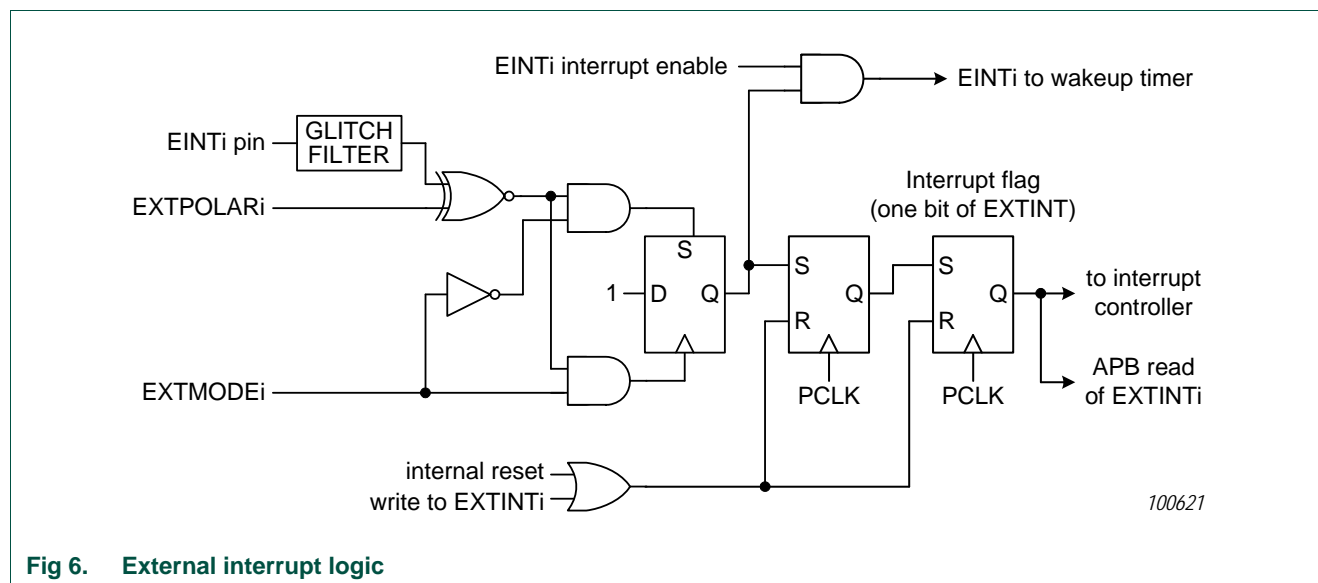 EINTi interrupt enable
EINTi to wakeup timer
EINTi pin
GLITCH
FILTER
EXTPOLARi
Interrupt flag
(one bit of EXTINT)
S
1
D
Q
S
Q
R
S
Q
R
to interrupt
controller
EXTMODEi
PCLK
PCLK
APB read
of EXTINTi
internal reset
write to EXTINTi
100621
Fig 6. External interrupt logic